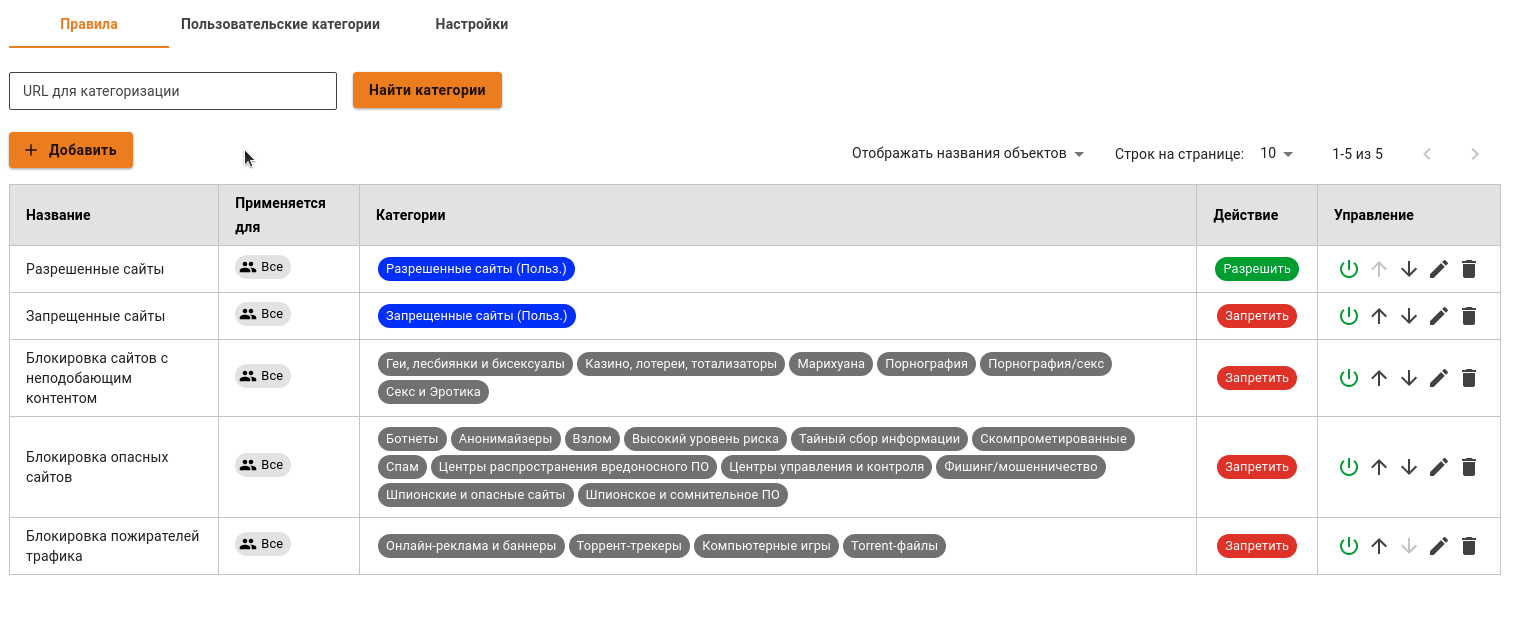 Правила Пользовательские категории Настройки
URL для категоризации Найти категории
Добавить Отображать названия объектов Строк на странице: 10 1-5 из 5
Название Применяется для Категории Действие Управление
Разрешенные сайты Все Разрешенные сайты (Польз.) Разрешить
Запрещенные сайты Все Запрещенные сайты (Польз.) Запретить
Блокировка сайтов с
неподобающим
контентом
Все
Геи, лесбиянки и бисексуалы Казино, лотереи, тотализаторы Марихуана Порнография Порнография/секс
Секс и Эротика
Запретить
Блокировка опасных
сайтов
Все
Ботнеты Анонимайзеры Взлом Высокий уровень риска Тайный сбор информации Скомпрометированные
Спам Центры распространения вредоносного ПО Центры управления и контроля Фишинг/мошенничество
Шпионские и опасные сайты Шпионское и сомнительное ПО
Запретить
Блокировка пожирателей
трафика
Все
Онлайн-реклама и баннеры Торрент-трекеры Компьютерные игры Torrent-файлы
Запретить